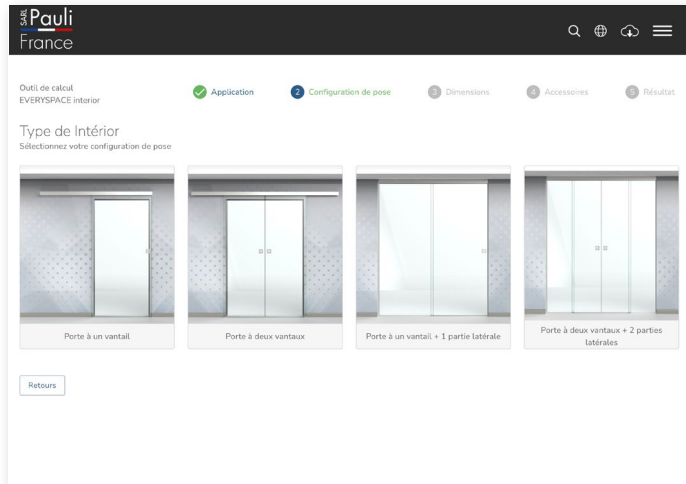 SARL Pauli
France
Outil de calcul
EVERYSPACE interior
Application
2 Configuration de pose
3 Dimensions
4 Accessoires
5 Résultat
Type de Intérior
Sélectionnez votre configuration de pose
Porte à un vantail
Porte à deux vantaux
Porte à un vantail + 1 partie latérale
Porte à deux vantaux + 2 parties
latérales
Retours